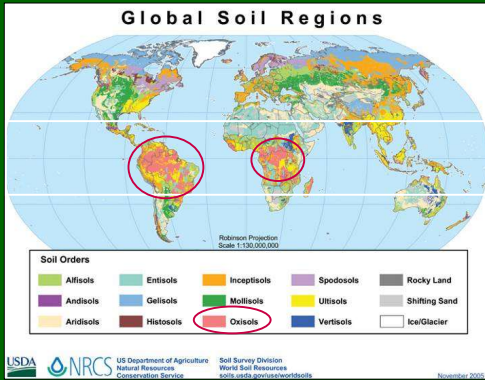 Global Soil Regions
Robinson Projection
Scale 1:130,000,000
Soil Orders
Alfisols Entisols Inceptisols Spodosols Rocky Land
Andisols Gelisols Mollisols Ultisols Shifting Sand
Aridisols Histosols Oxisols Vertisols Ice/Glacier
USDA NRCS
US Department of Agriculture Soil Survey Division
Natural Resources World Soil Resources
Conservation Service soils.usda.gov/use/worldsoils
November 2005